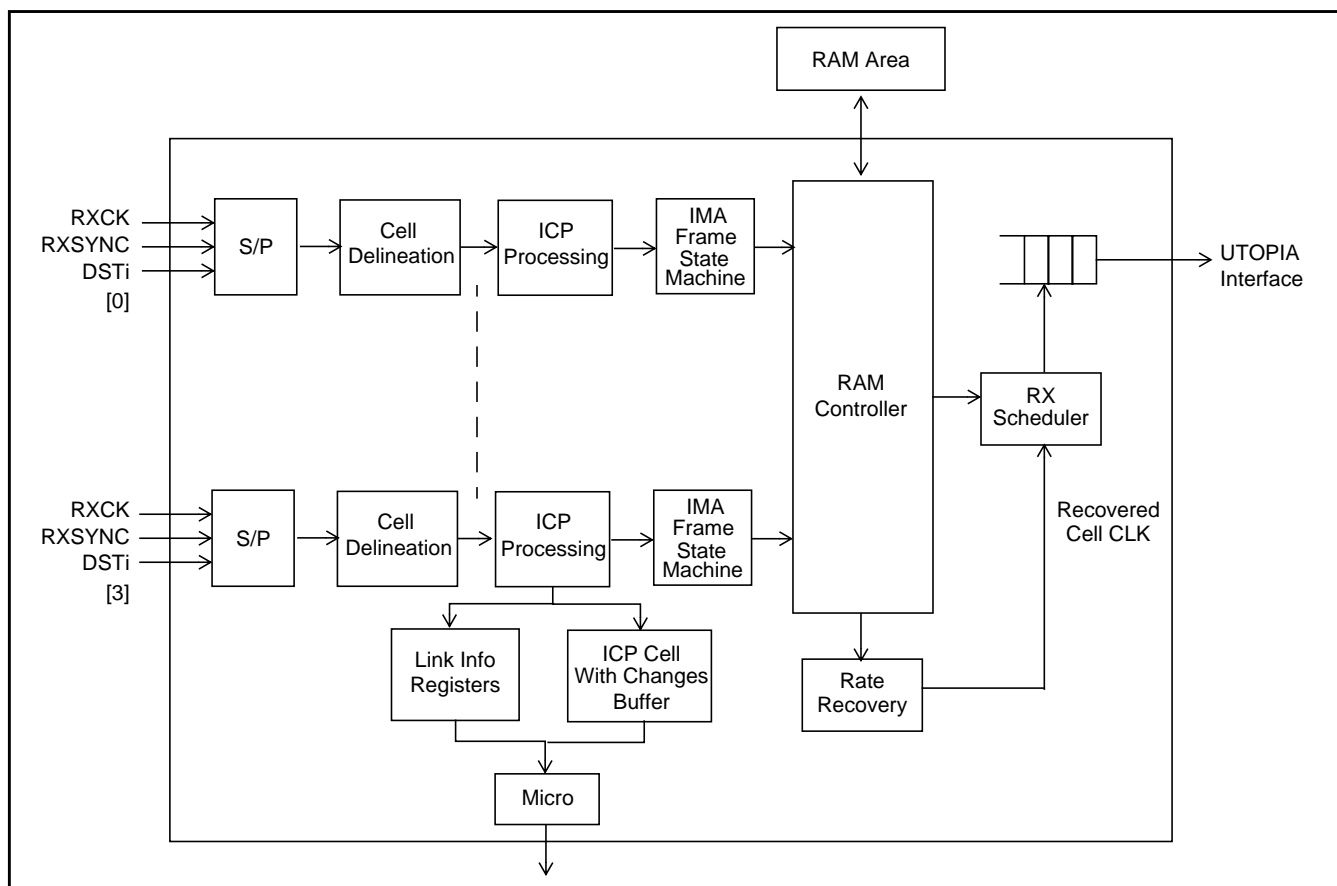 RAM Area
RXCK
RXSYNC
DSTi
[0]
S/P
Cell
Delineation
ICP
Processing
IMA
Frame
State
Machine
RAM
Controller
UTOPIA
Interface
RX
Scheduler
RXCK
RXSYNC
DSTi
[3]
S/P
Cell
Delineation
ICP
Processing
IMA
Frame
State
Machine
Recovered
Cell CLK
Link Info
Registers
ICP Cell
With Changes
Buffer
Rate
Recovery
Micro